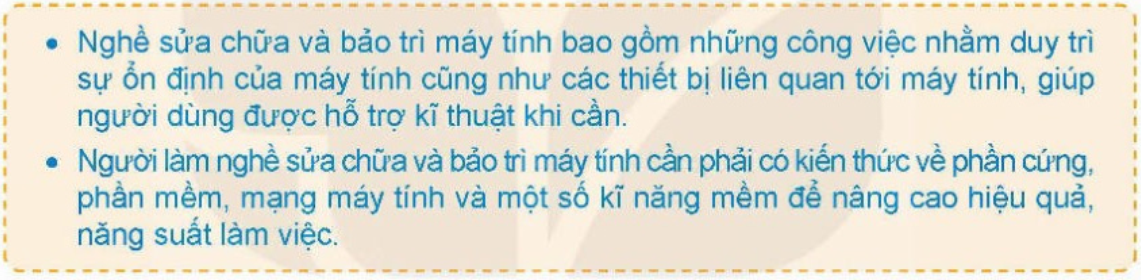 • Nghề sửa chữa và bảo trì máy tính bao gồm những công việc nhằm duy trì
sự ổn định của máy tính cũng như các thiết bị liên quan tới máy tính, giúp
người dùng được hỗ trợ kĩ thuật khi cần.
• Người làm nghề sửa chữa và bảo trì máy tính cần phải có kiến thức về phần cứng,
phần mềm, mạng máy tính và một số kĩ năng mềm để nâng cao hiệu quả,
năng suất làm việc.